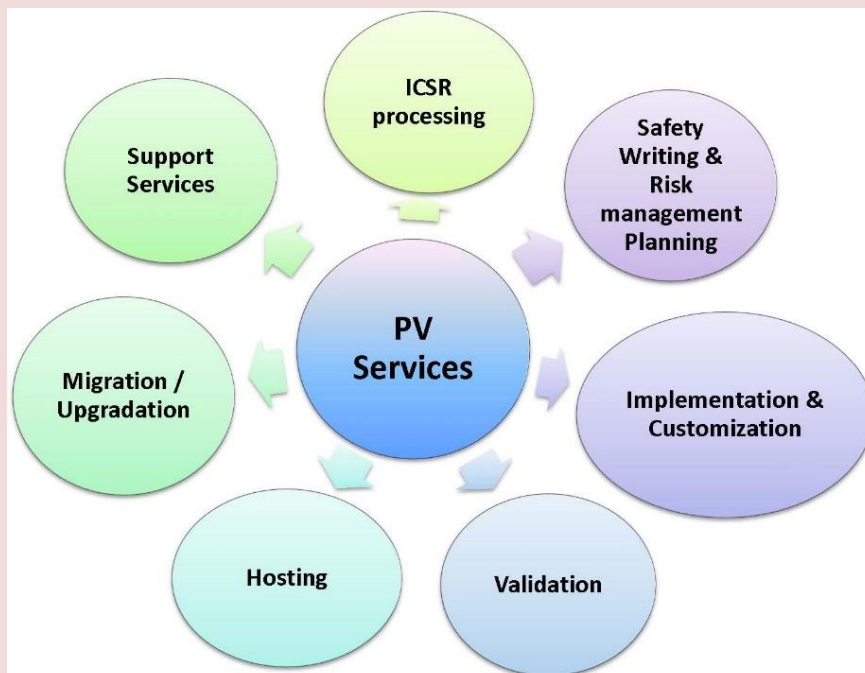 ICSR
processing
Safety
Writing &
Risk
management
Planning
Support
Services
PV
Services
Migration /
Upgradation
Implementation &
Customization
Hosting
Validation